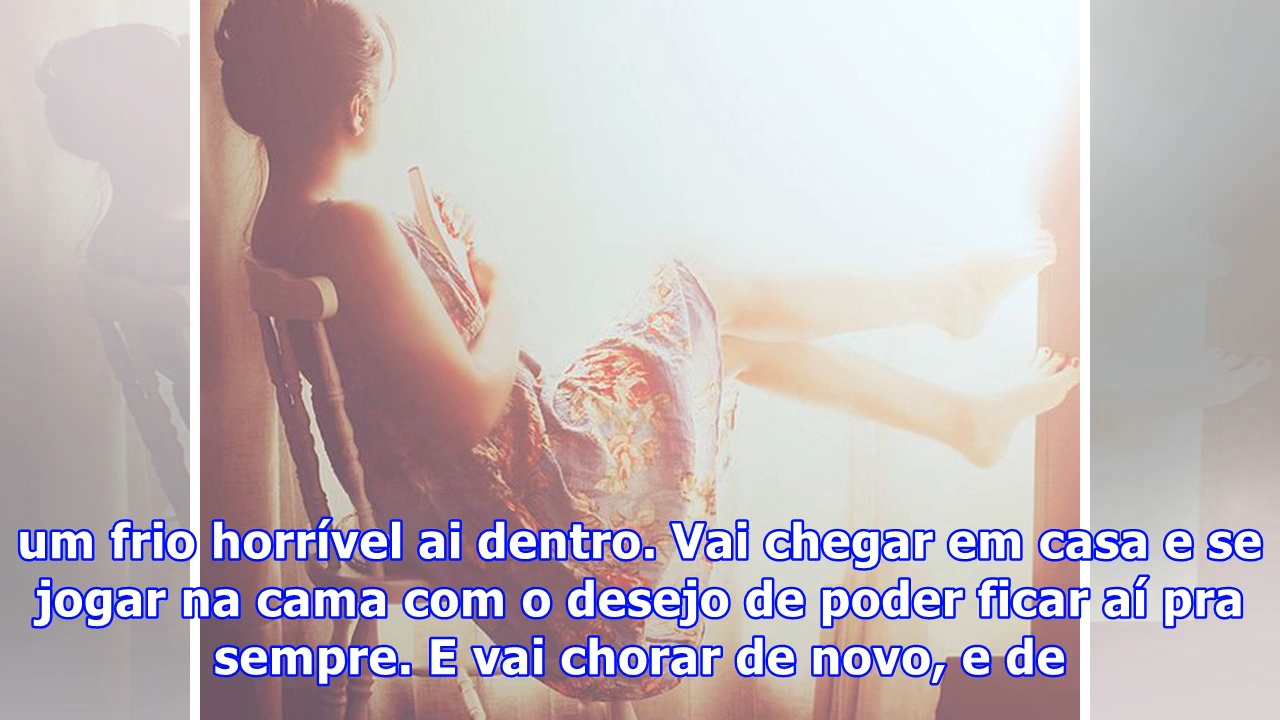 um frio horrível ai dentro. Vai chegar em casa e se
jogar na cama com o desejo de poder ficar aí pra
sempre. E vai chorar de novo, e de